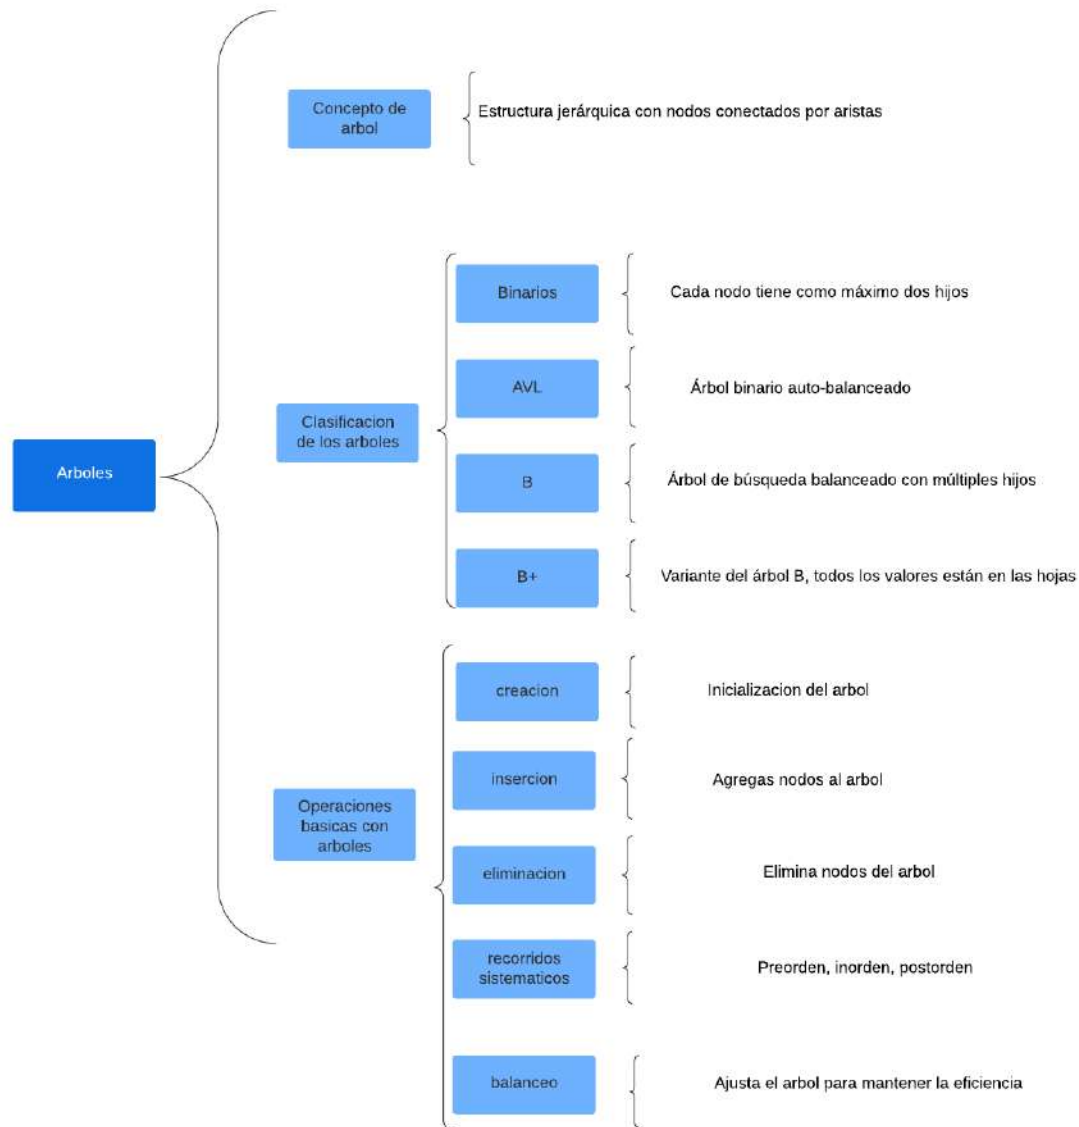 Arboles
Concepto de
arbol
Estructura jerárquica con nodos conectados por aristas
Clasificacion
de los arboles
Binarios
Cada nodo tiene como máximo dos hijos
AVL
Árbol binario auto-balanceado
B
Árbol de búsqueda balanceado con múltiples hijos
B+
Variante del árbol B, todos los valores están en las hojas
Operaciones
basicas con
arboles
creacion
Inicializacion del arbol
insercion
Agregas nodos al arbol
eliminacion
Elimina nodos del arbol
recorridos
sistematicos
Preorden, inorden, postorden
balanceo
Ajusta el arbol para mantener la eficiencia